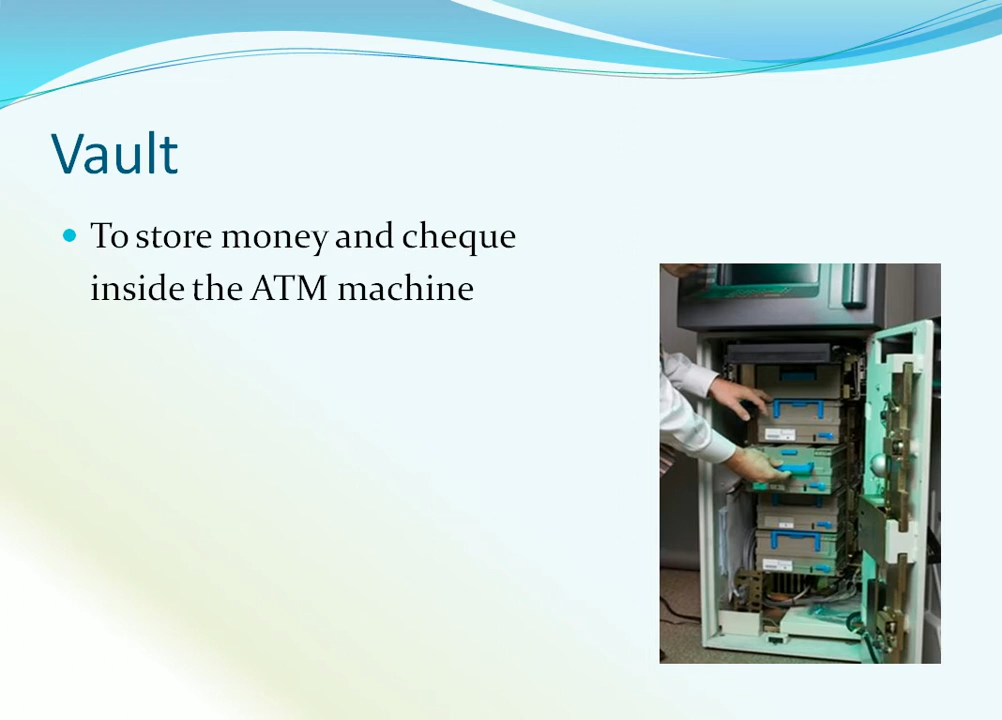 Vault
To store money and cheque
inside the ATM machine